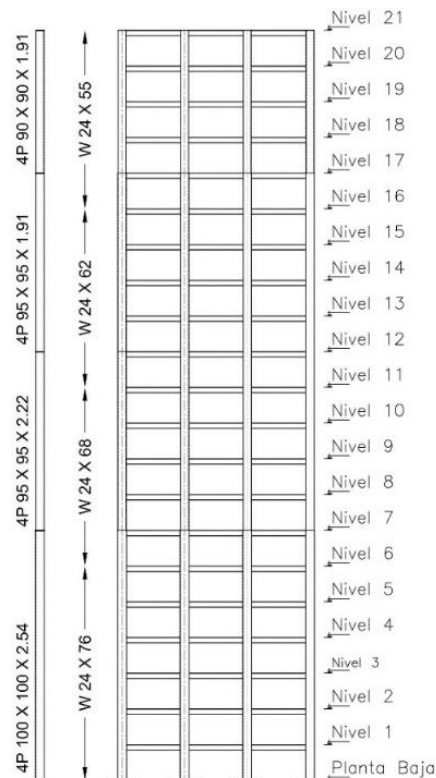 4P 90 X 90 X 1.91
4P 95 X 95 X 1.91
4P 95 X 95 X 2.22
4P 100 X 100 X 2.54
W 24 X 55
W 24 X 62
W 24 X 68
W 24 X 76
Nivel 21
Nivel 20
Nivel 19
Nivel 18
Nivel 17
Nivel 16
Nivel 15
Nivel 14
Nivel 13
Nivel 12
Nivel 11
Nivel 10
Nivel 9
Nivel 8
Nivel 7
Nivel 6
Nivel 5
Nivel 4
Nivel 3
Nivel 2
Nivel 1
Planta Baja